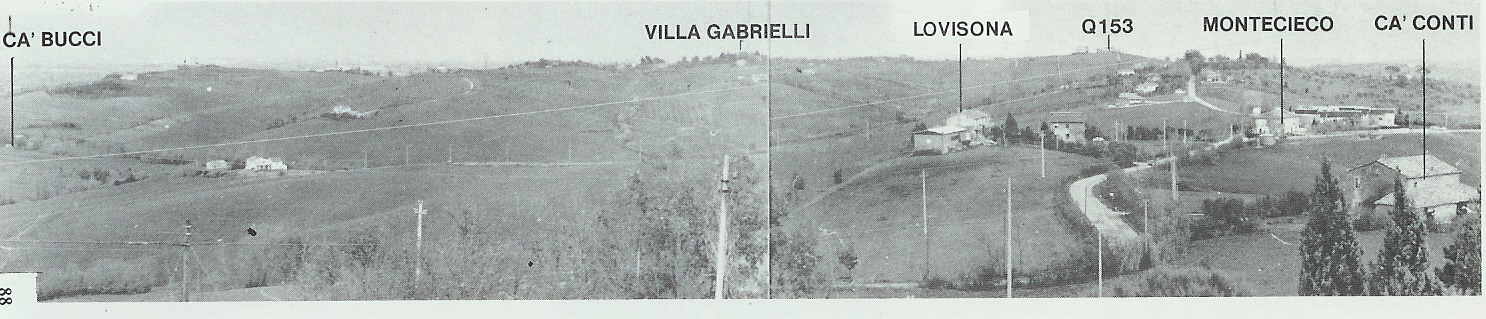 CA' BUCCI
VILLA GABRIELLI
LOVISONA
Q153
MONTECIECO
CA' CONTI
88